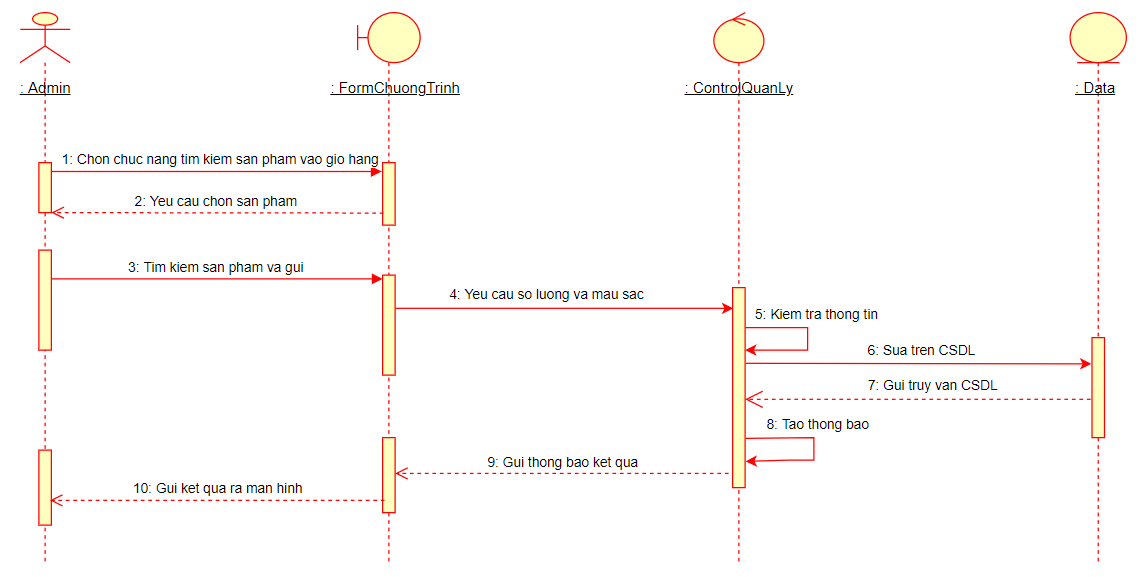 : Admin
: FormChuongTrinh
: ControlQuanLy
: Data
1: Chon chuc nang tim kiem san pham vao gio hang
2: Yeu cau chon san pham
3: Tim kiem san pham va gui
4: Yeu cau so luong va mau sac
5: Kiem tra thong tin
6: Sua tren CSDL
7: Gui truy van CSDL
8: Tao thong bao
9: Gui thong bao ket qua
10: Gui ket qua ra man hinh